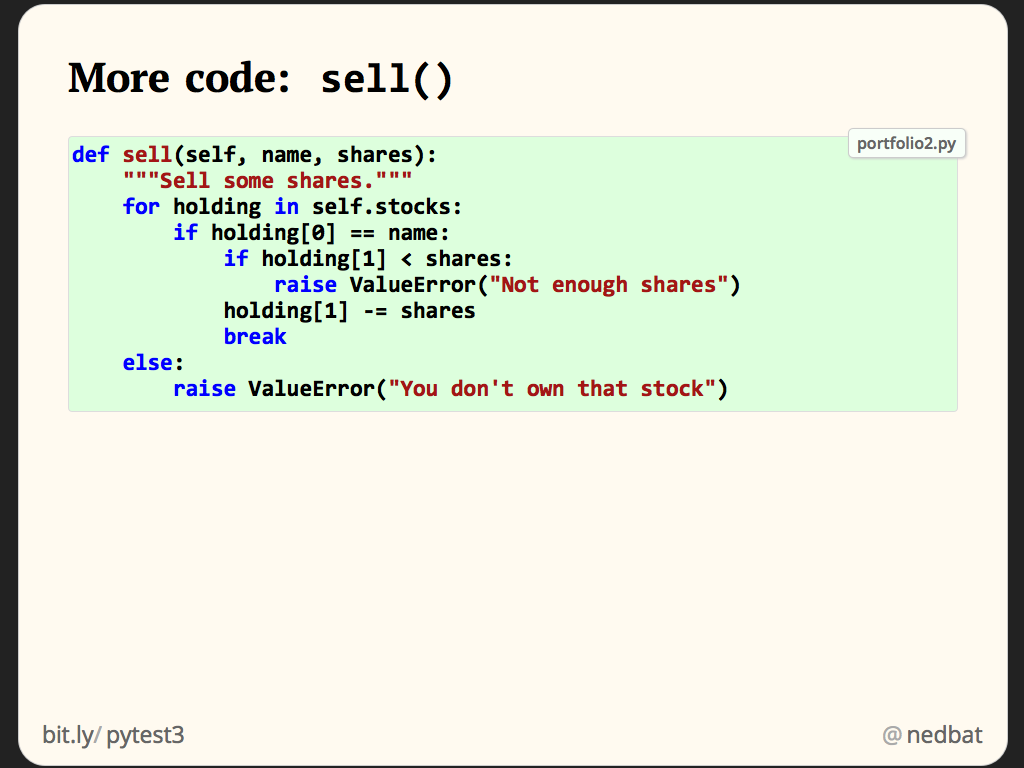 More code: sell()
portfolio2.py
def sell(self, name, shares):
    """Sell some shares."""
    for holding in self.stocks:
        if holding[0] == name:
            if holding[1] < shares:
                raise ValueError("Not enough shares")
            holding[1] -= shares
            break
    else:
        raise ValueError("You don't own that stock")
bit.ly/pytest3
@nedbat